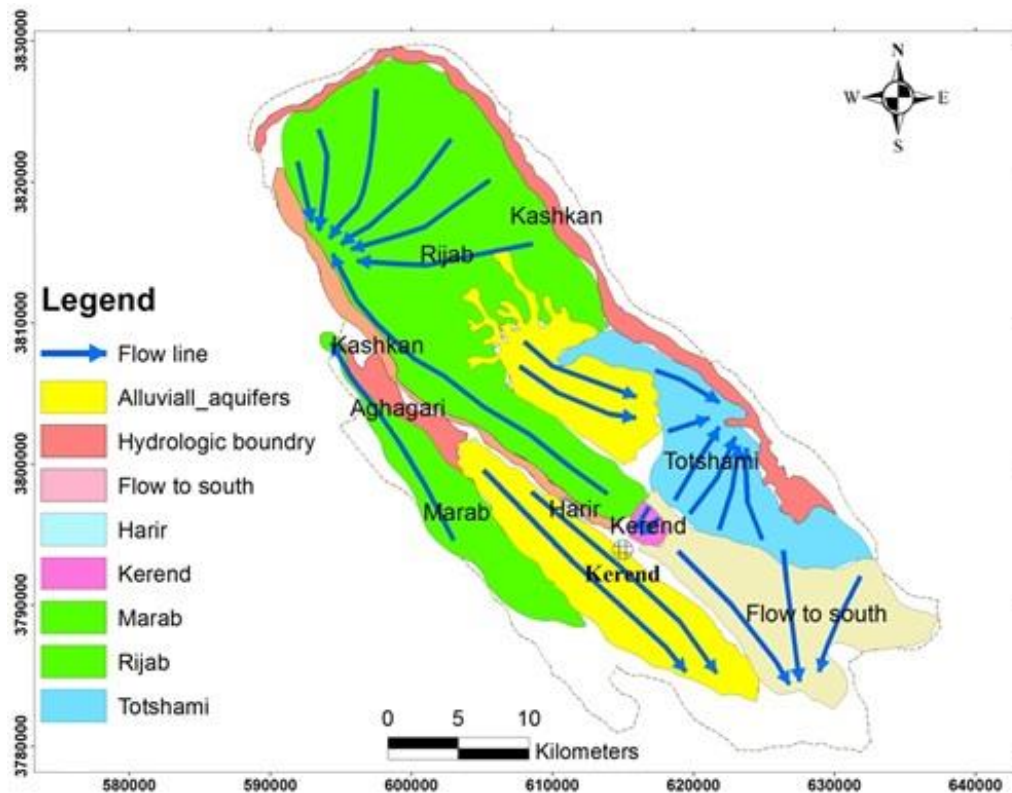 N
W
E
S
Kashkan
Rijab
Kashkan
Aghagari
Totshami
Marab
Harir
Kerend
Kerend
Flow to south
Legend
Flow line
Alluviall_aquifers
Hydrologic boundry
Flow to south
Harir
Kerend
Marab
Rijab
Totshami
0 5 10
Kilometers
3830000
3820000
3810000
3800000
3790000
3780000
580000 590000 600000 610000 620000 630000 640000